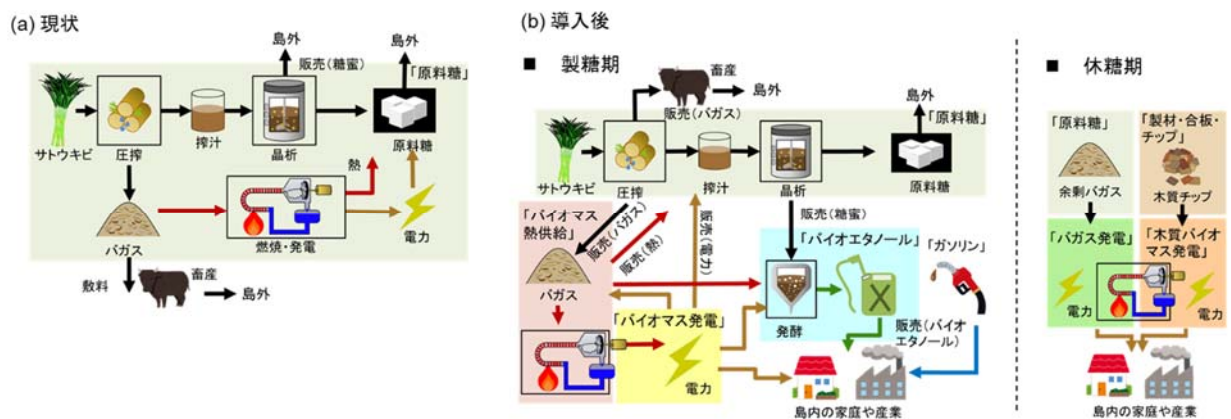 (a) 現状
島外
島外
販売(糖蜜)
「原料糖」
サトウキビ
圧搾
搾汁
晶析
原料糖
熱
バガス
燃焼・発電
電力
敷料
畜産
島外
(b) 導入後
■ 製糖期
畜産
島外
販売(バガス)
島外
「原料糖」
サトウキビ
圧搾
搾汁
晶析
原料糖
「バイオマス
熱供給」
販売(バガス)
販売(熱)
販売(電力)
販売(糖蜜)
「バイオエタノール」
「ガソリン」
バガス
発酵
「バイオマス発電」
電力
販売(バイオ
エタノール)
島内の家庭や産業
■ 休糖期
「原料糖」
余剰バガス
「製材・合板・
チップ」
木質チップ
「バガス発電」
「木質バイオ
マス発電」
電力
電力
島内の家庭や産業